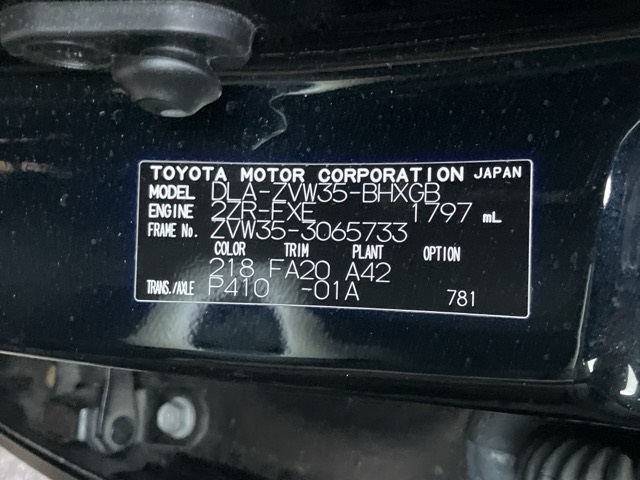 TOYOTA MOTOR CORPORATION JAPAN
MODEL DLA-ZVW35-BHXGB
ENGINE 2ZR-FXE 1797 mL
FRAME No. ZVW35-3065733
COLOR TRIM PLANT OPTION
218 FA20 A42
TRANS./AXLE P410 -01A 781